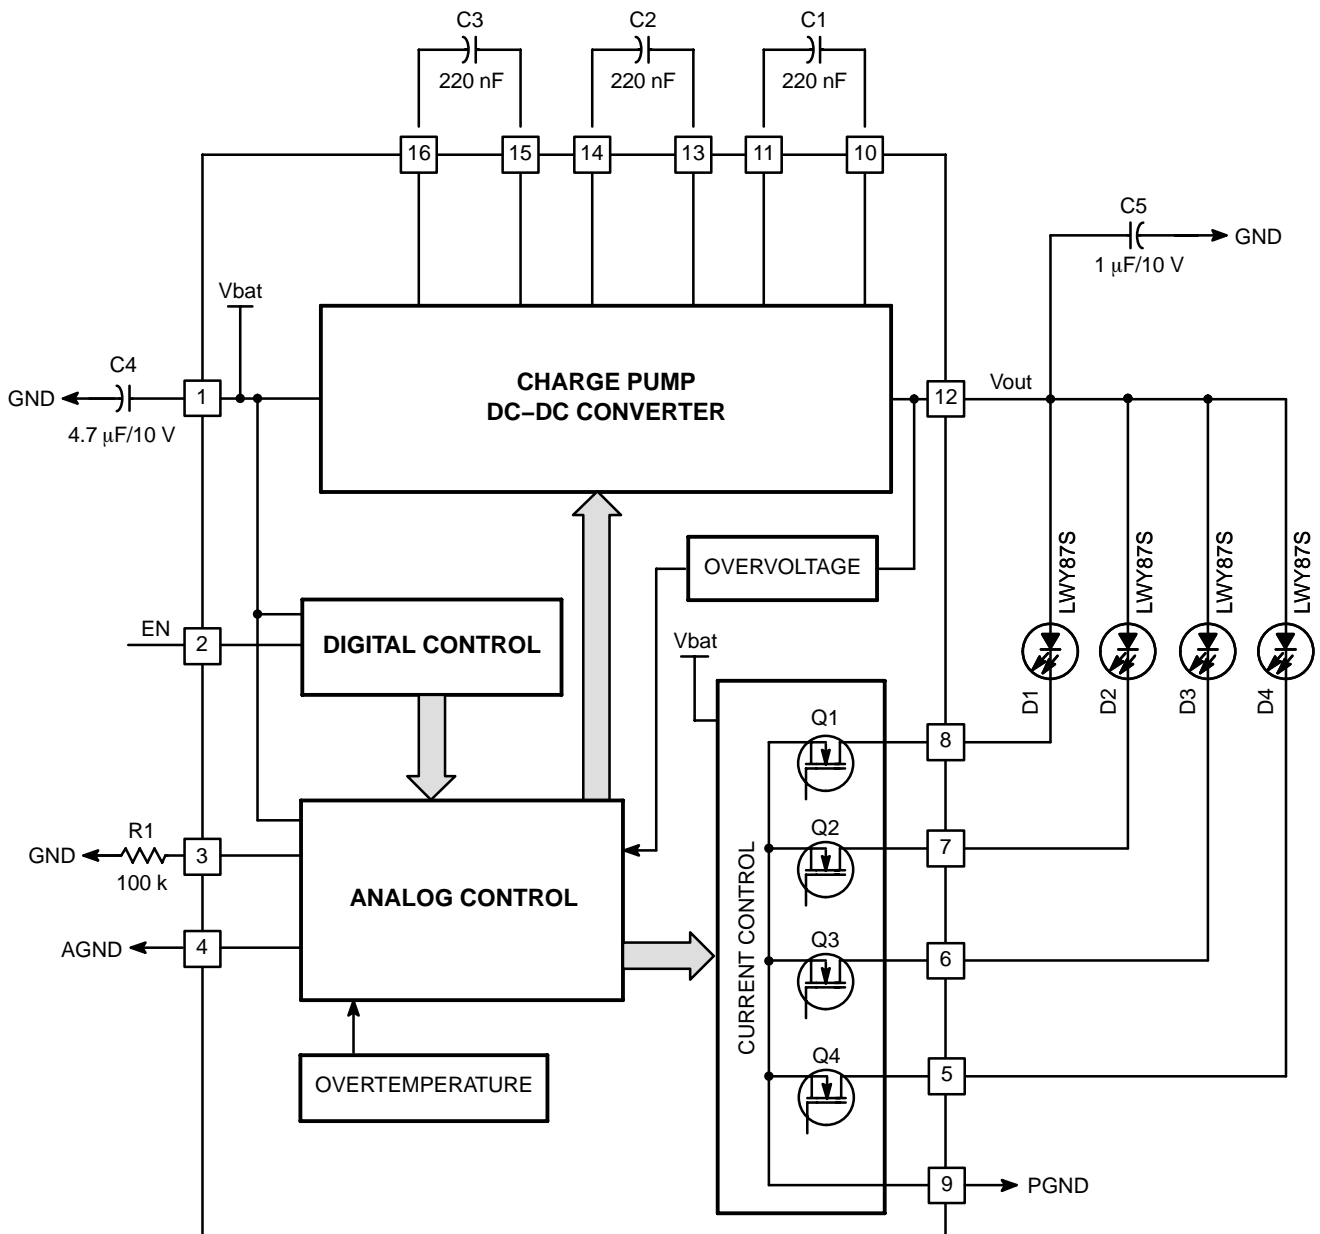 C3
C2
C1
220 nF
220 nF
220 nF
16
15
14
13
11
10
C5
GND
1 μF/10 V
Vbat
C4
GND
1
4.7 μF/10 V
CHARGE PUMP
DC–DC CONVERTER
12
Vout
OVERVOLTAGE
LWY87S
LWY87S
LWY87S
LWY87S
EN
2
DIGITAL CONTROL
Vbat
D1
D2
D3
D4
Q1
8
R1
GND
3
100 k
Q2
7
ANALOG CONTROL
CURRENT CONTROL
AGND
4
Q3
6
Q4
5
OVERTEMPERATURE
9
PGND